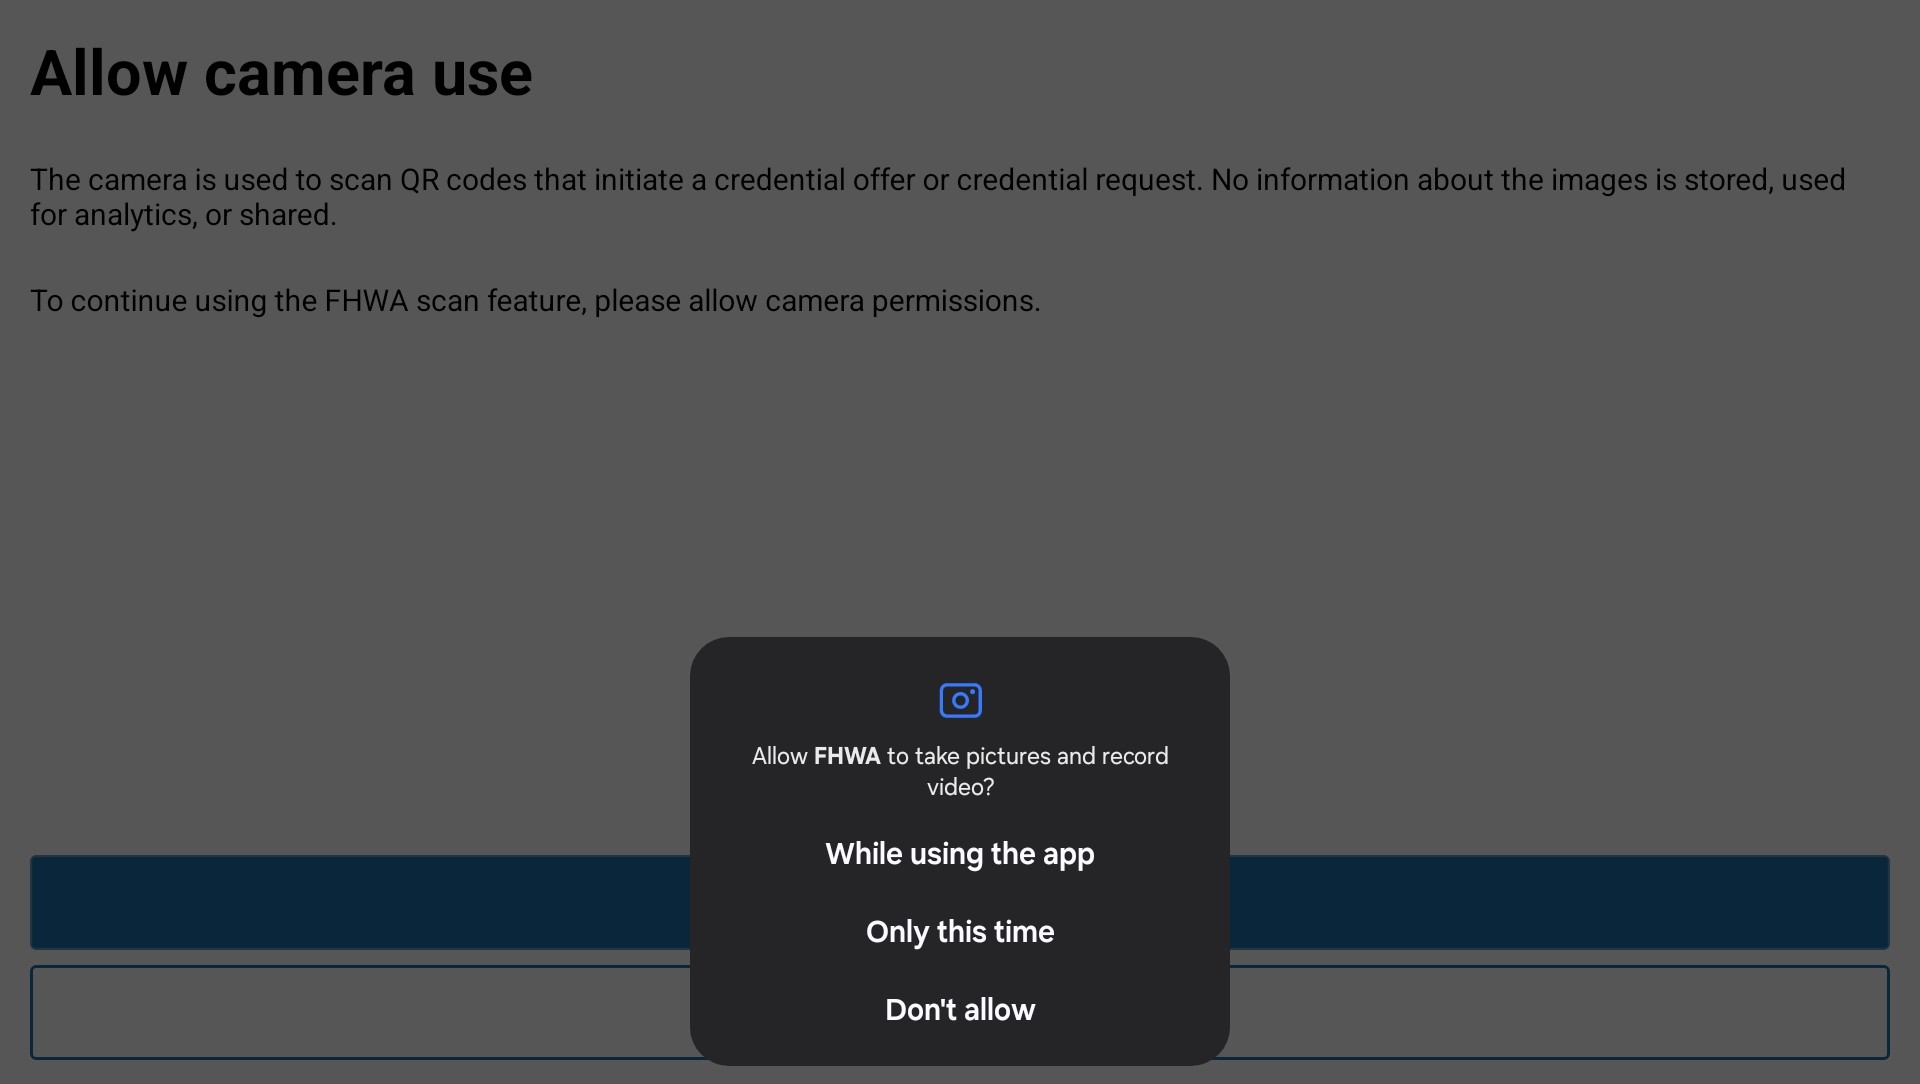 Allow camera use
The camera is used to scan QR codes that initiate a credential offer or credential request. No information about the images is stored, used
for analytics, or shared.
To continue using the FHWA scan feature, please allow camera permissions.
Allow FHWA to take pictures and record
video?
While using the app
Only this time
Don't allow